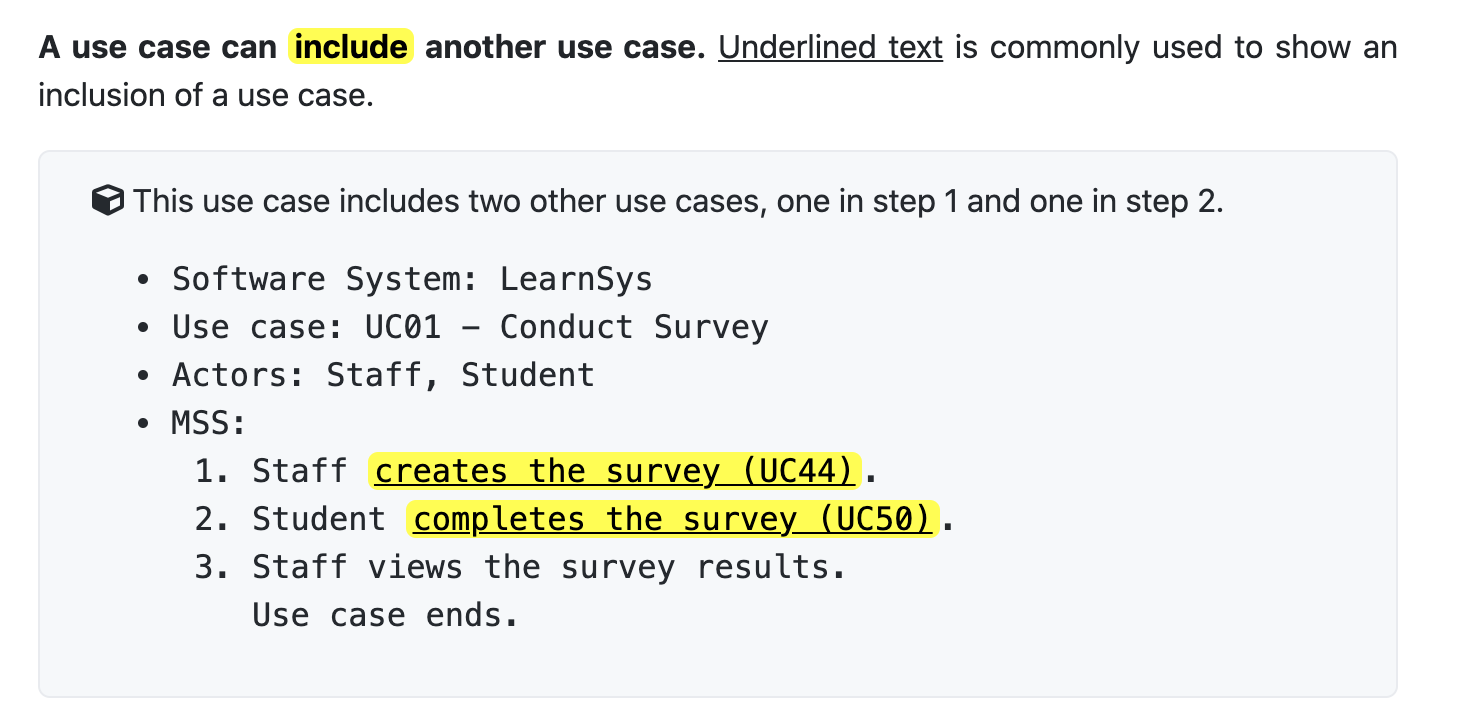 A use case can include another use case. Underlined text is commonly used to show an
inclusion of a use case.
This use case includes two other use cases, one in step 1 and one in step 2.
• Software System: LearnSys
• Use case: UC01 – Conduct Survey
• Actors: Staff, Student
• MSS:
1. Staff creates the survey (UC44).
2. Student completes the survey (UC50).
3. Staff views the survey results.
Use case ends.